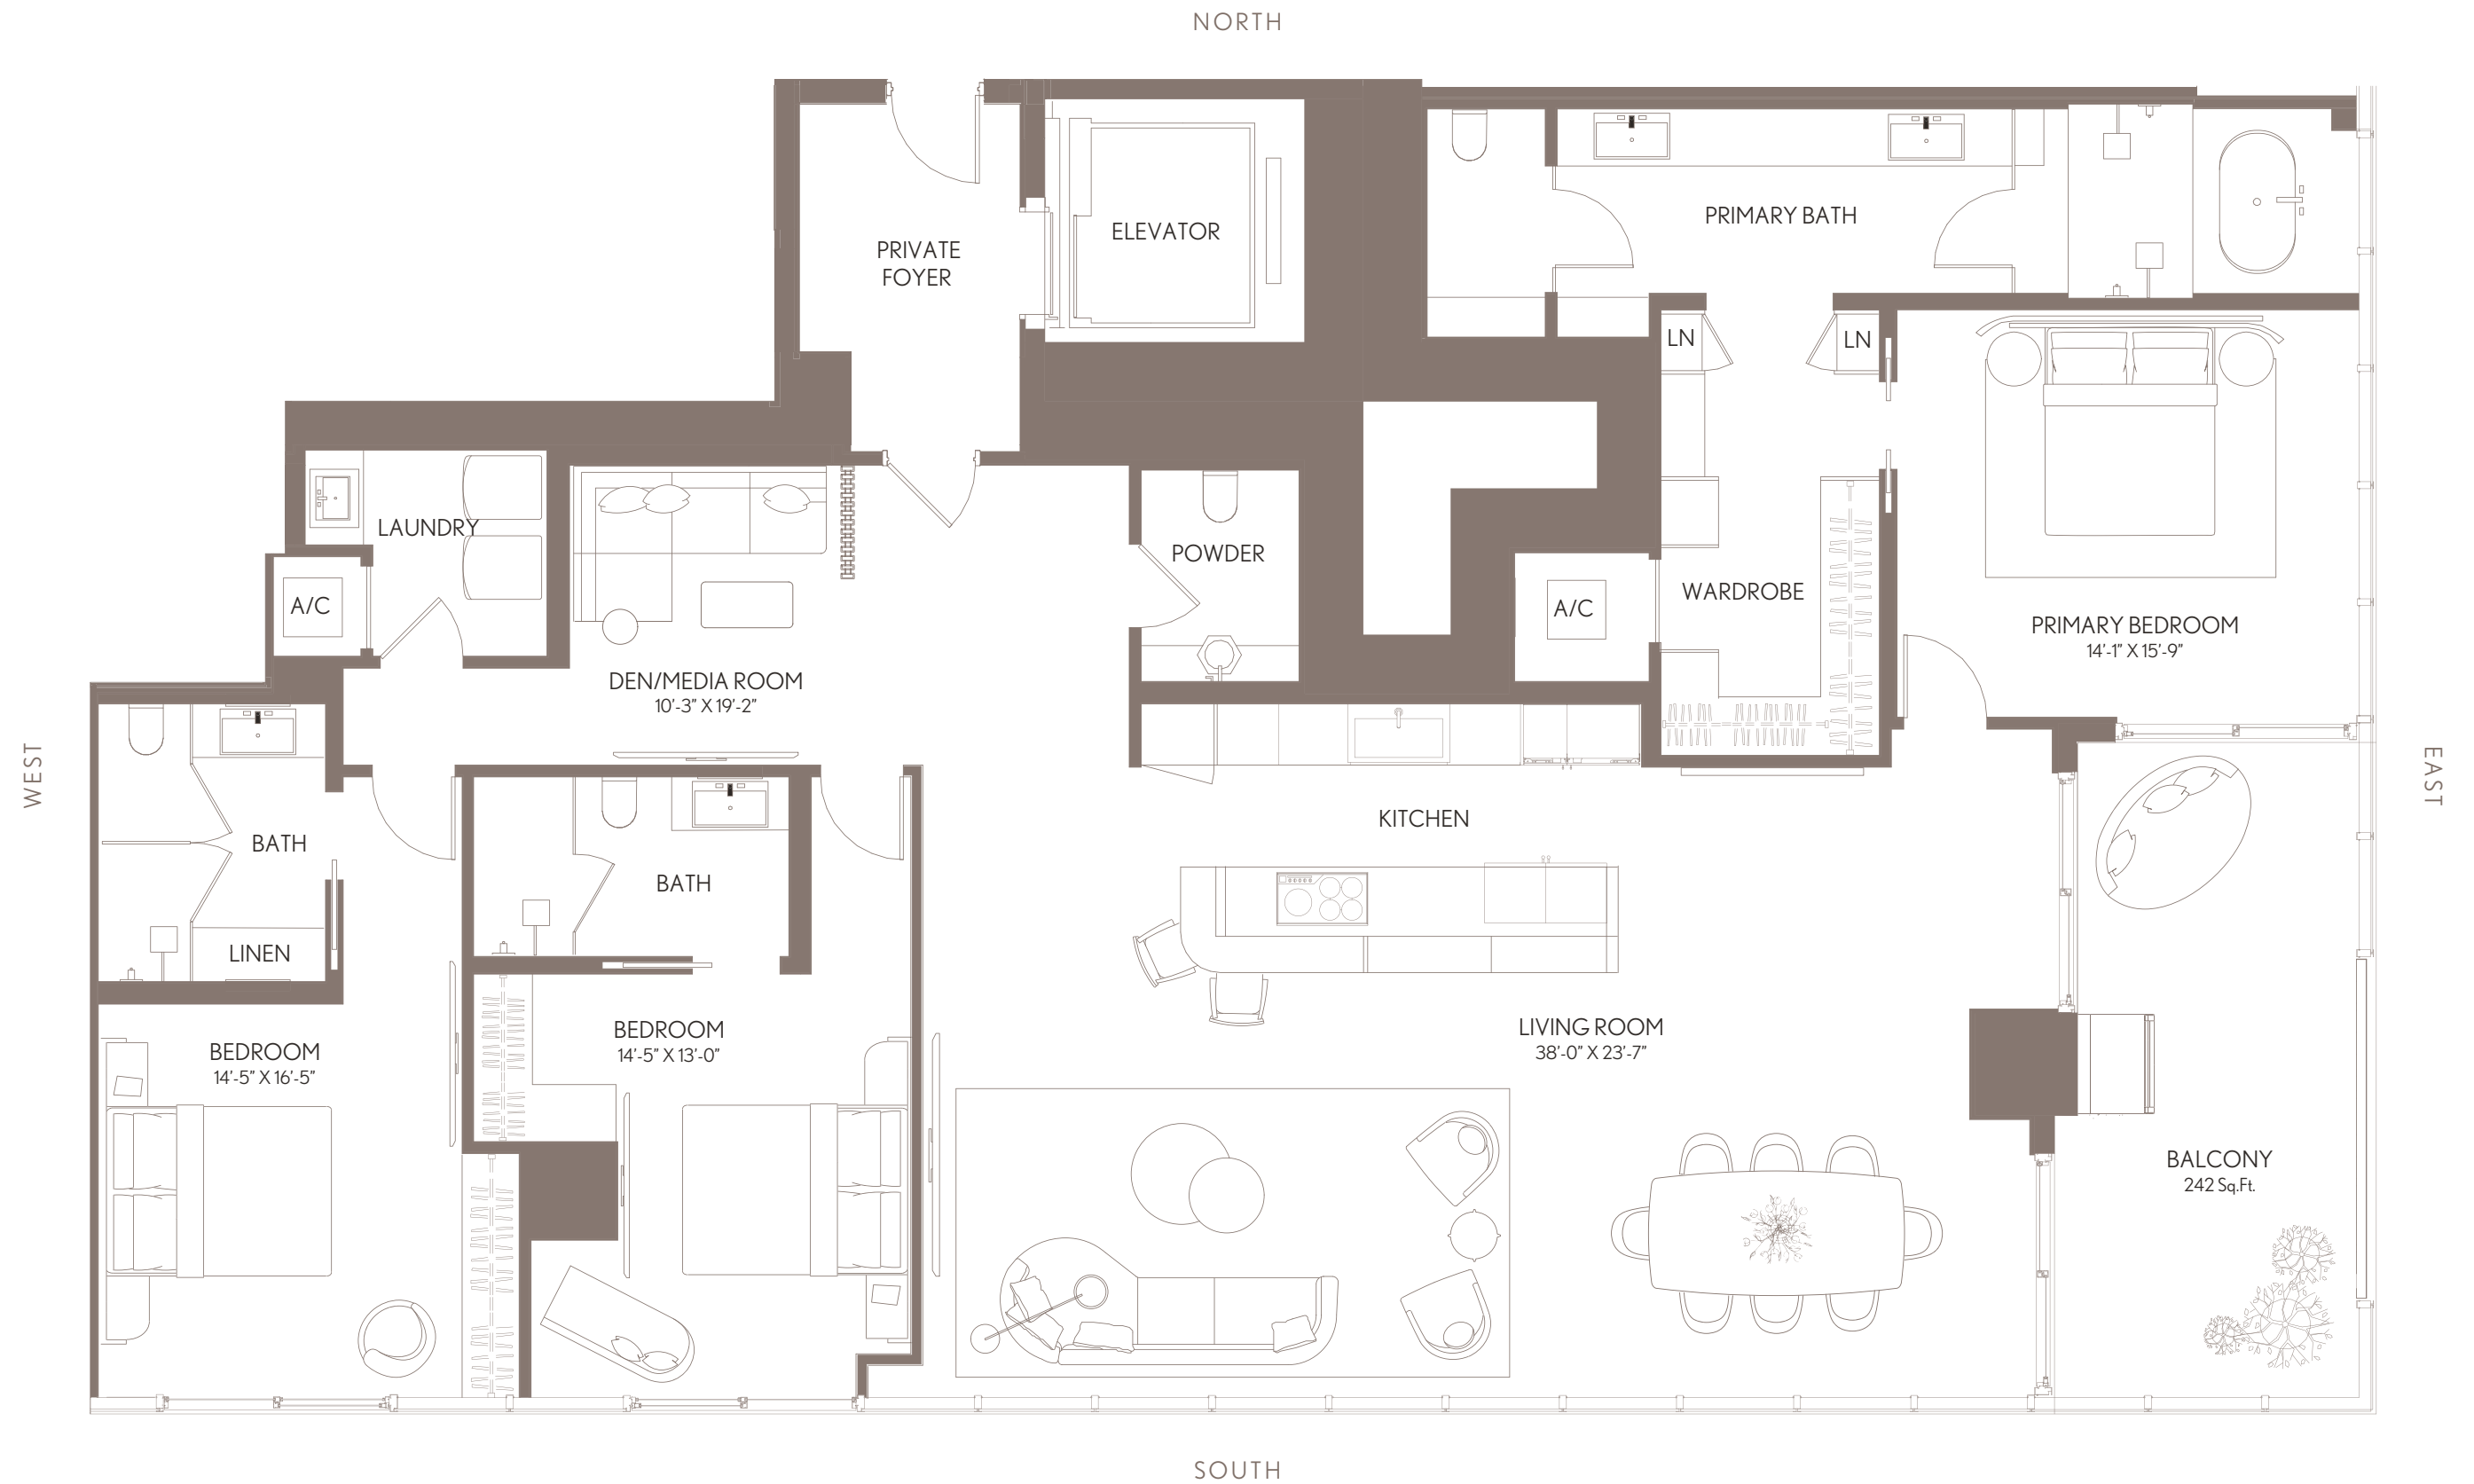 NORTH
PRIVATE
FOYER
ELEVATOR
PRIMARY BATH
LN
LN
LAUNDRY
POWDER
A/C
A/C
WARDROBE
PRIMARY BEDROOM
14'-1" X 15'-9"
DEN/MEDIA ROOM
10'-3" X 19'-2"
WEST
EAST
KITCHEN
BATH
BATH
LINEN
BEDROOM
14'-5" X 16'-5"
BEDROOM
14'-5" X 13'-0"
LIVING ROOM
38'-0" X 23'-7"
BALCONY
242 Sq.Ft.
SOUTH